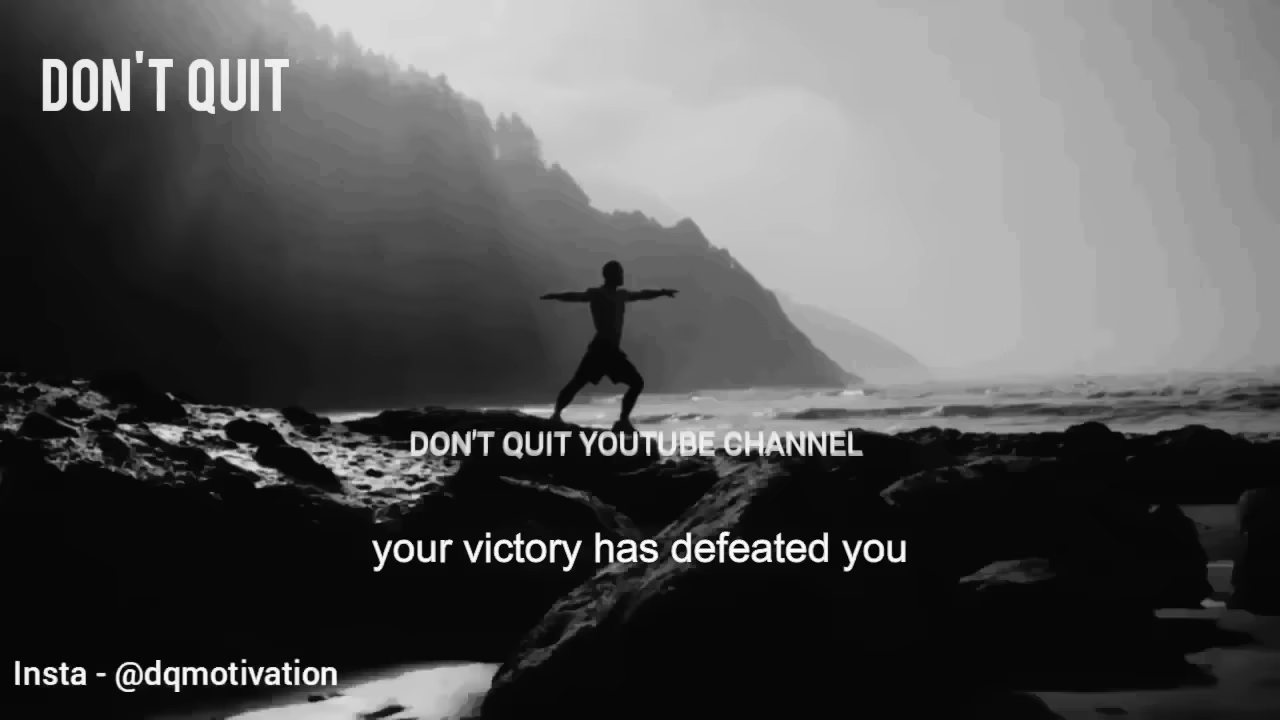 DON'T QUIT
DON'T QUIT YOUTUBE CHANNEL
your victory has defeated you
Insta - @dqmotivation